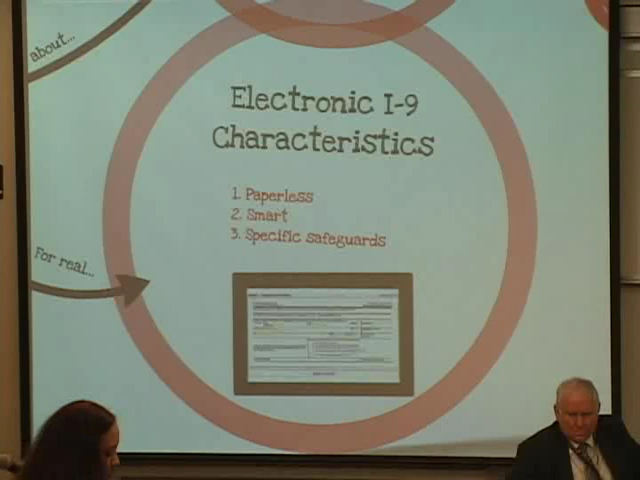 about...
Electronic I-9
Characteristics
1. Paperless
2. Smart
3. Specific safeguards
For real...